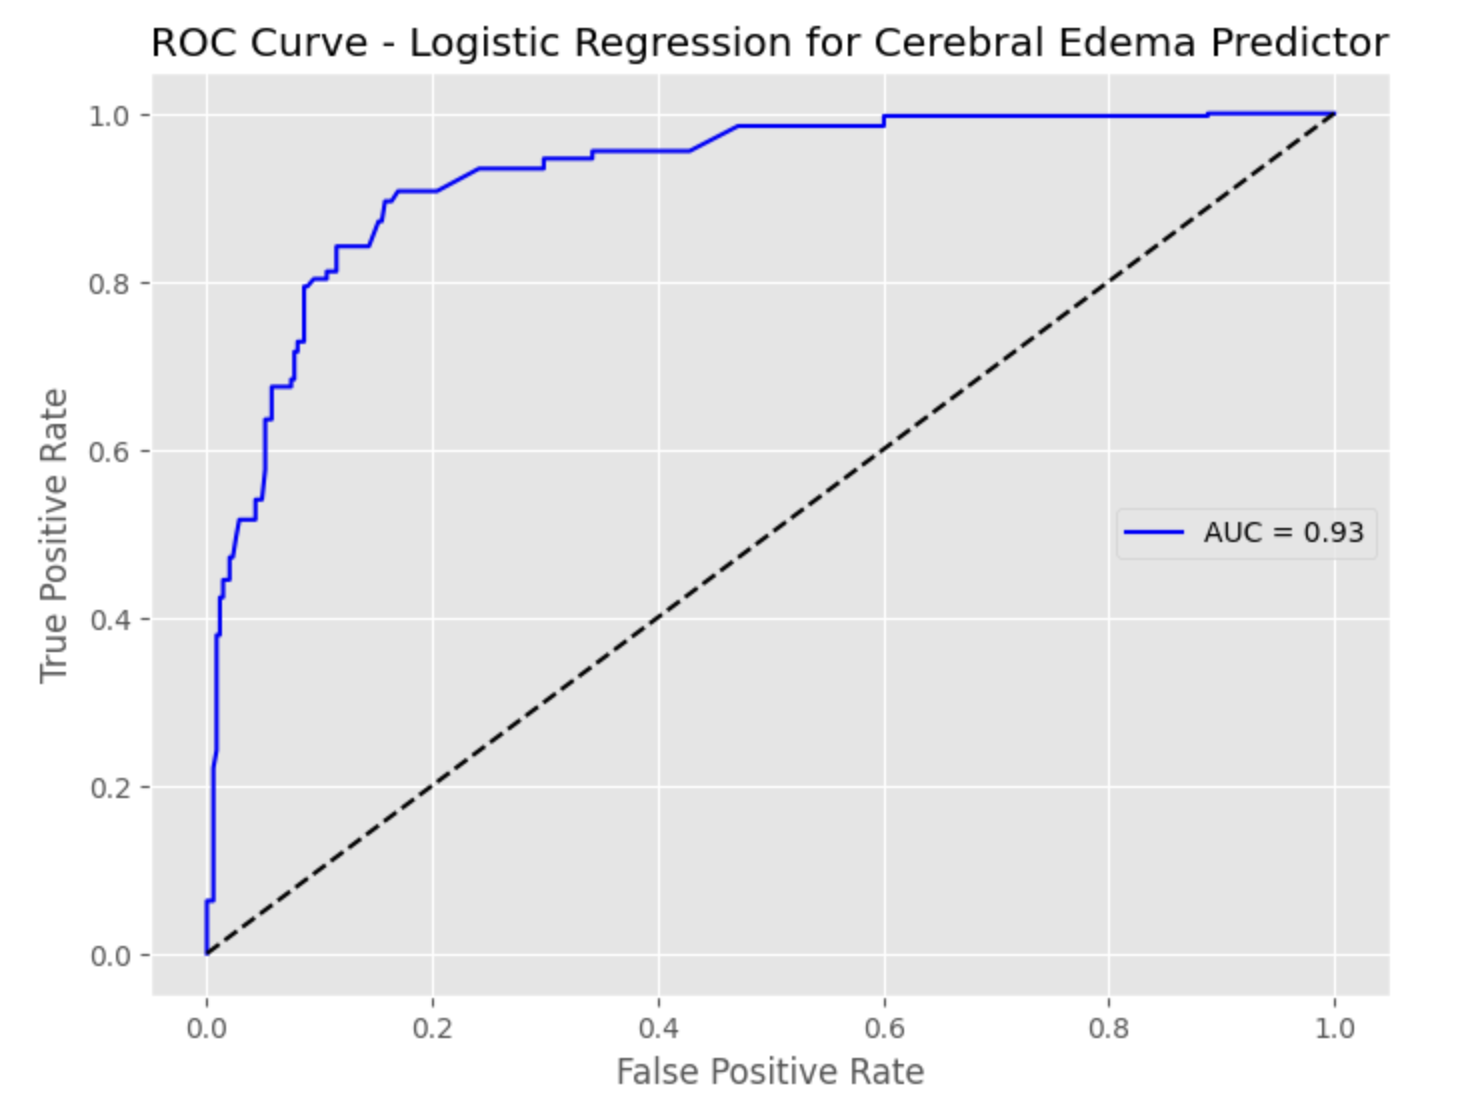 ROC Curve - Logistic Regression for Cerebral Edema Predictor
1.0
0.8
0.6
0.4
0.2
0.0
True Positive Rate
AUC = 0.93
0.0 0.2 0.4 0.6 0.8 1.0
False Positive Rate